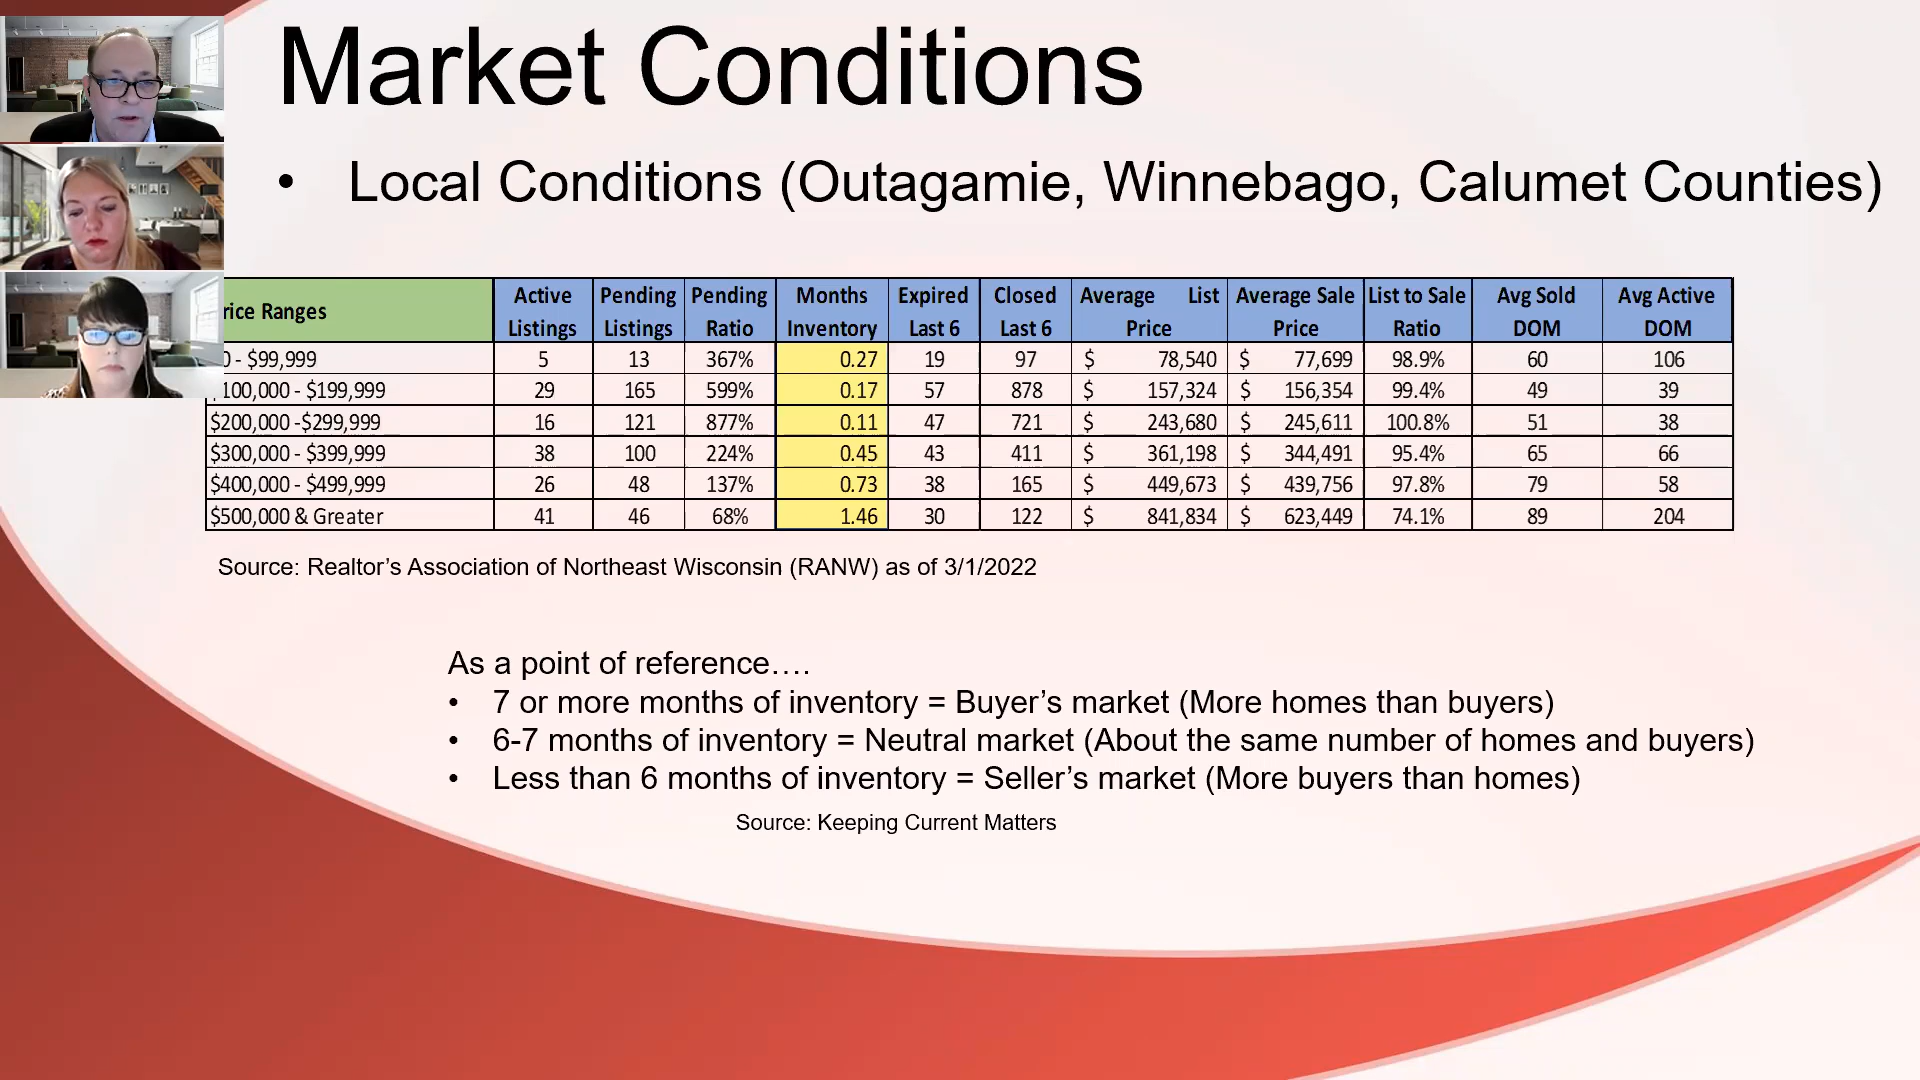 Market Conditions
• Local Conditions (Outagamie, Winnebago, Calumet Counties)
rice Ranges Active Listings Pending Listings Pending Ratio Months Inventory Expired Last 6 Closed Last 6 Average List Price Average Sale Price List to Sale Ratio Avg Sold DOM Avg Active DOM
0 - $99,999 5 13 367% 0.27 19 97 $ 78,540 $ 77,699 98.9% 60 106
100,000 - $199,999 29 165 599% 0.17 57 878 $ 157,324 $ 156,354 99.4% 49 39
$200,000 -$299,999 16 121 877% 0.11 47 721 $ 243,680 $ 245,611 100.8% 51 38
$300,000 - $399,999 38 100 224% 0.45 43 411 $ 361,198 $ 344,491 95.4% 65 66
$400,000 - $499,999 26 48 137% 0.73 38 165 $ 449,673 $ 439,756 97.8% 79 58
$500,000 & Greater 41 46 68% 1.46 30 122 $ 841,834 $ 623,449 74.1% 89 204
Source: Realtor’s Association of Northeast Wisconsin (RANW) as of 3/1/2022
As a point of reference….
• 7 or more months of inventory = Buyer’s market (More homes than buyers)
• 6-7 months of inventory = Neutral market (About the same number of homes and buyers)
• Less than 6 months of inventory = Seller’s market (More buyers than homes)
Source: Keeping Current Matters